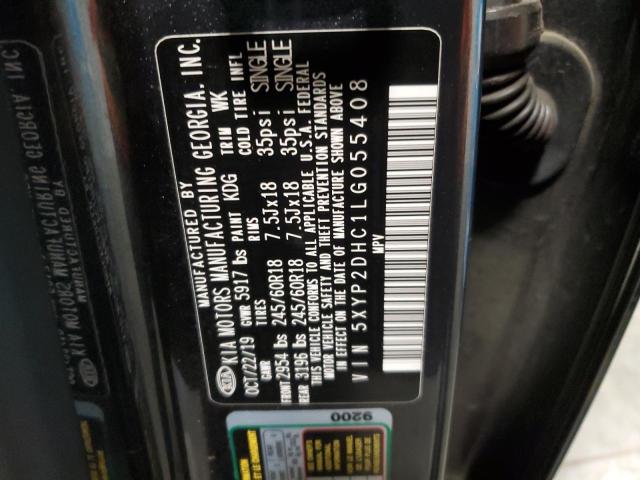 MANUFACTURED BY
KIA KIA MOTORS MANUFACTURING GEORGIA, INC.
OCT/22/19 GVWR 5917 lbs PAINT KDG TRIM WK
GAWR TIRES RIMS COLD TIRE INFL
FRONT 2954 lbs 245/60R18 7.5Jx18 35psi SINGLE
REAR 3196 lbs 245/60R18 7.5Jx18 35psi SINGLE
THIS VEHICLE CONFORMS TO ALL APPLICABLE U.S.A. FEDERAL
MOTOR VEHICLE SAFETY AND THEFT PREVENTION STANDARDS
IN EFFECT ON THE DATE OF MANUFACTURE SHOWN ABOVE
VIN 5XYP2DHC1LG055408
MPV
9200